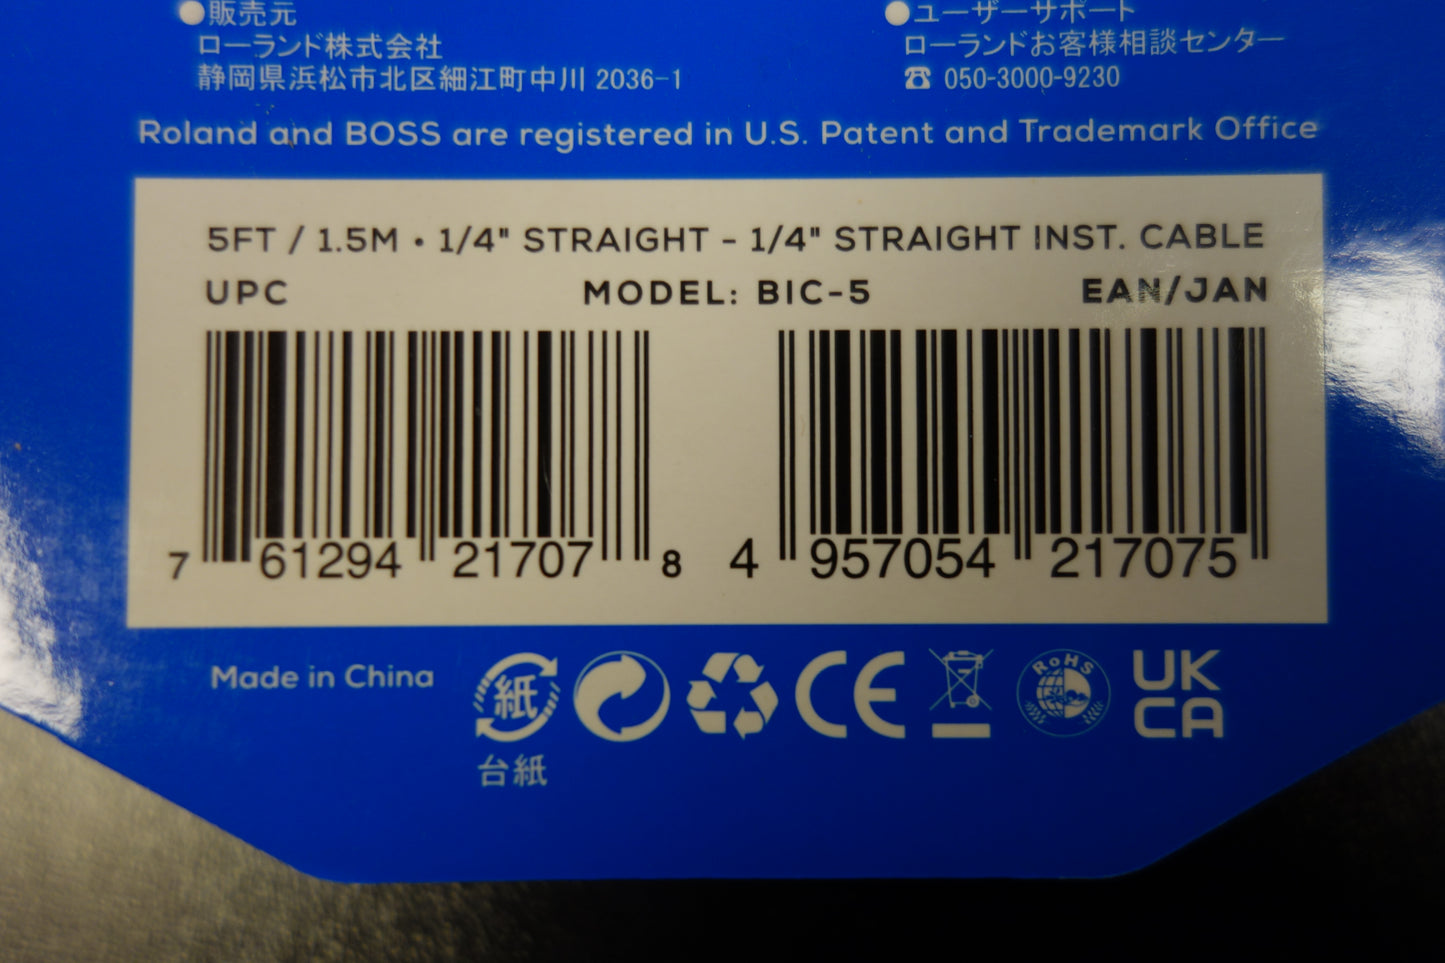 ●販売元
ローランド株式会社
静岡県浜松市北区細江町中川 2036-1
●ユーザーサポート
ローランドお客様相談センター
☎ 050-3000-9230
Roland and BOSS are registered in U.S. Patent and Trademark Office
5FT / 1.5M • 1/4" STRAIGHT - 1/4" STRAIGHT INST. CABLE
UPC MODEL: BIC-5 EAN/JAN
7 61294 21707 8 4 957054 217075
Made in China 紙 CE RoHS UK CA
台紙